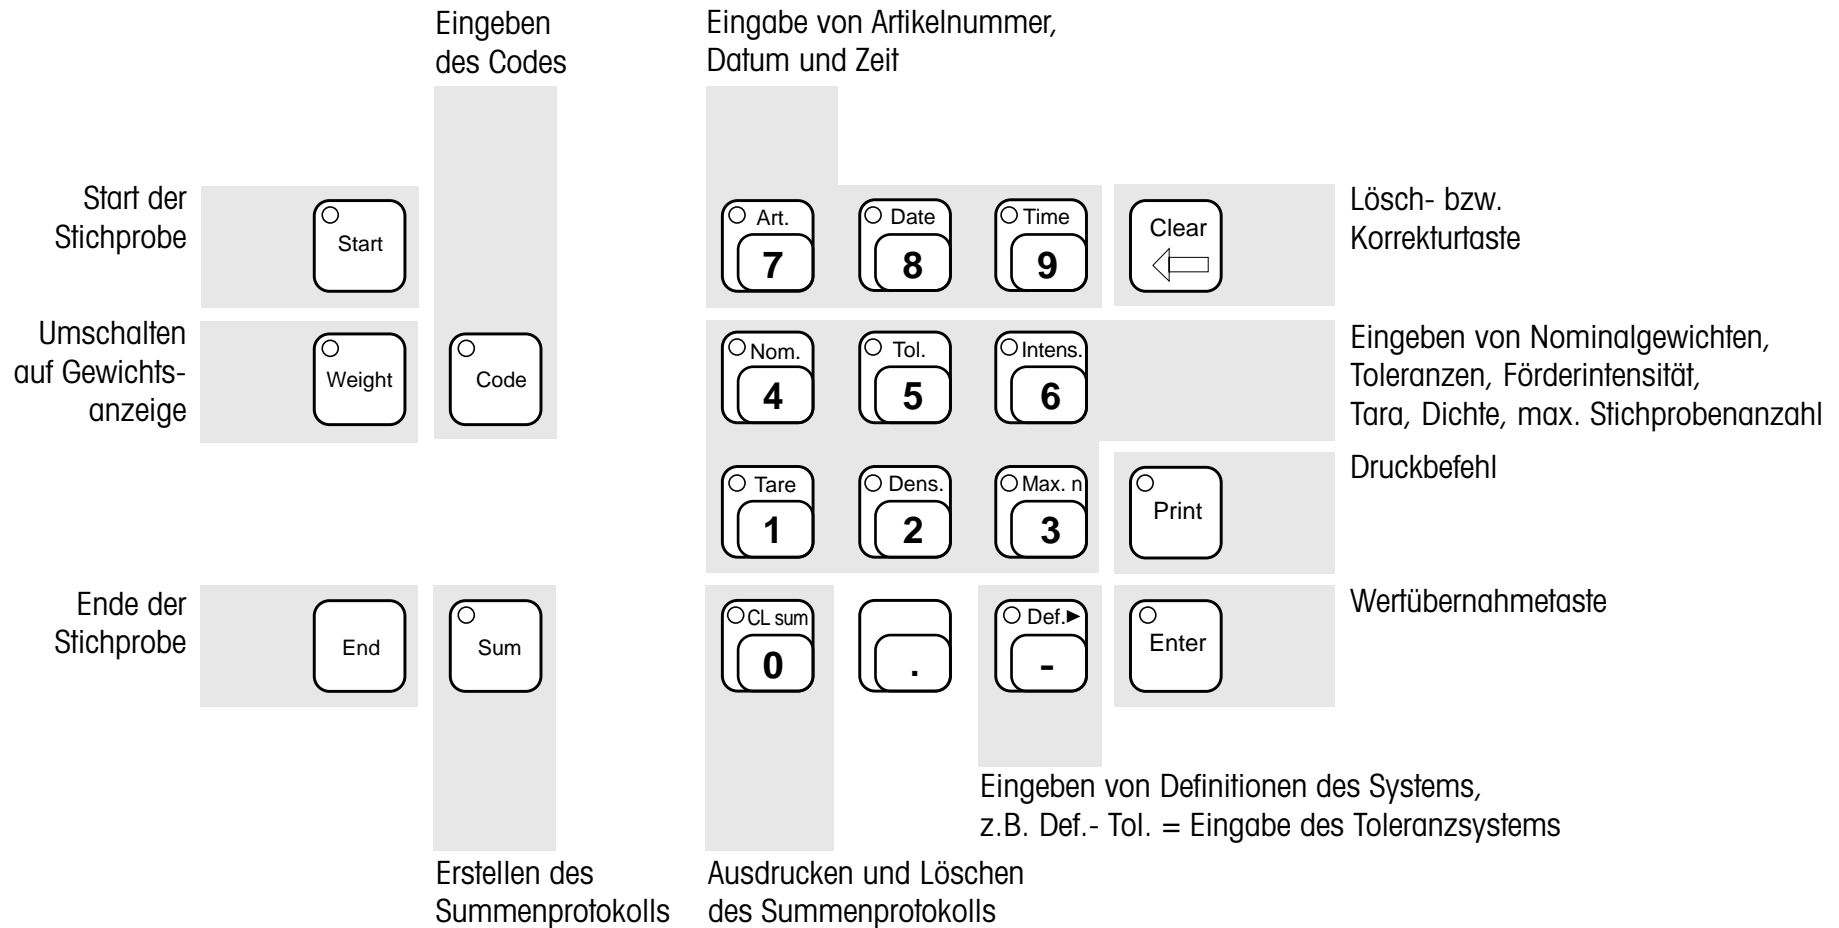 Eingeben
des Codes
Eingabe von Artikelnummer,
Datum und Zeit
Start der
Stichprobe
Start
Art.
7
Date
8
Time
9
Clear
Lösch- bzw.
Korrekturtaste
Umschalten
auf Gewichts-
anzeige
Weight
Code
Nom.
4
Tol.
5
Intens.
6
Eingeben von Nominalgewichten,
Toleranzen, Förderintensität,
Tara, Dichte, max. Stichprobenanzahl
Tare
1
Dens.
2
Max. n
3
Print
Druckbefehl
Ende der
Stichprobe
End
Sum
CL sum
0
.
Def.►
-
Enter
Wertübernahmetaste
Eingeben von Definitionen des Systems,
z.B. Def.- Tol. = Eingabe des Toleranzsystems
Erstellen des
Summenprotokolls
Ausdrucken und Löschen
des Summenprotokolls